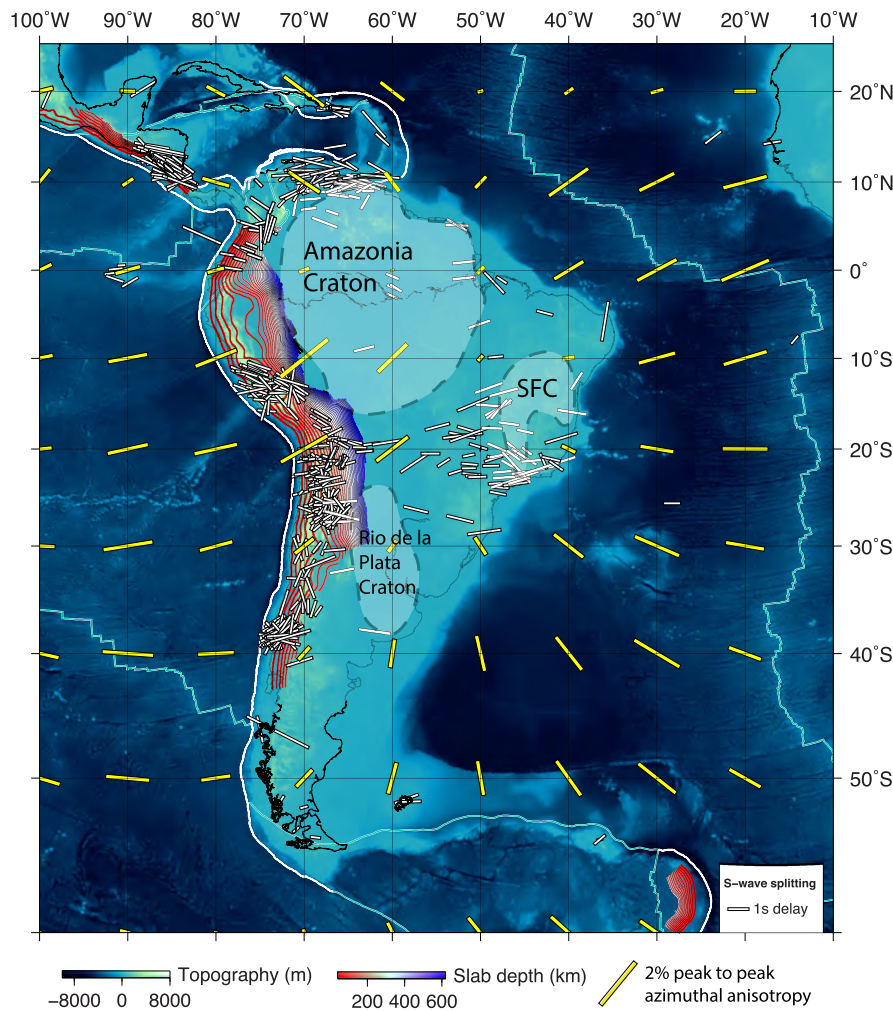 100°W 90°W 80°W 70°W 60°W 50°W 40°W 30°W 20°W 10°W
20°N
10°N
0°
10°S
20°S
30°S
40°S
50°S
Amazonia
Craton
SFC
Rio de la
Plata
Craton
S–wave splitting
1s delay
Topography (m)
−8000 0 8000
Slab depth (km)
200 400 600
2% peak to peak
azimuthal anisotropy